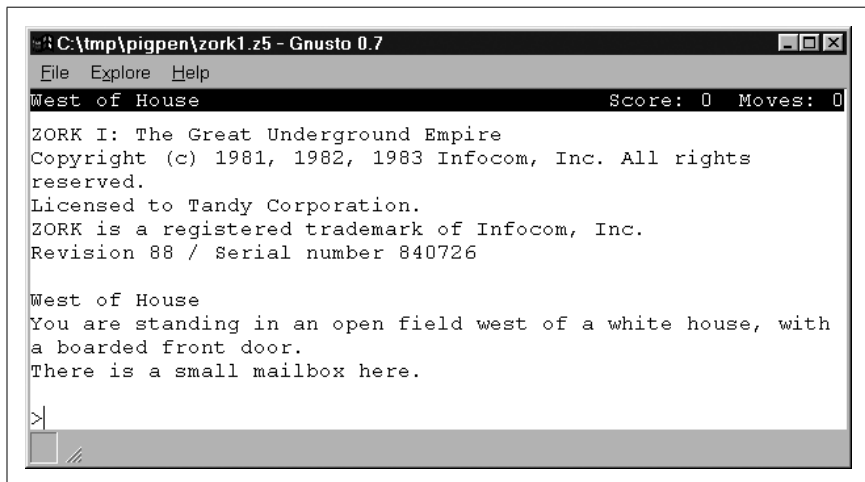 C:\tmp\pigpen\zork1.z5 - Gnusto 0.7
File Explore Help
West of House Score: 0 Moves: 0
ZORK I: The Great Underground Empire
Copyright (c) 1981, 1982, 1983 Infocom, Inc. All rights
reserved.
Licensed to Tandy Corporation.
ZORK is a registered trademark of Infocom, Inc.
Revision 88 / Serial number 840726
West of House
You are standing in an open field west of a white house, with
a boarded front door.
There is a small mailbox here.
>